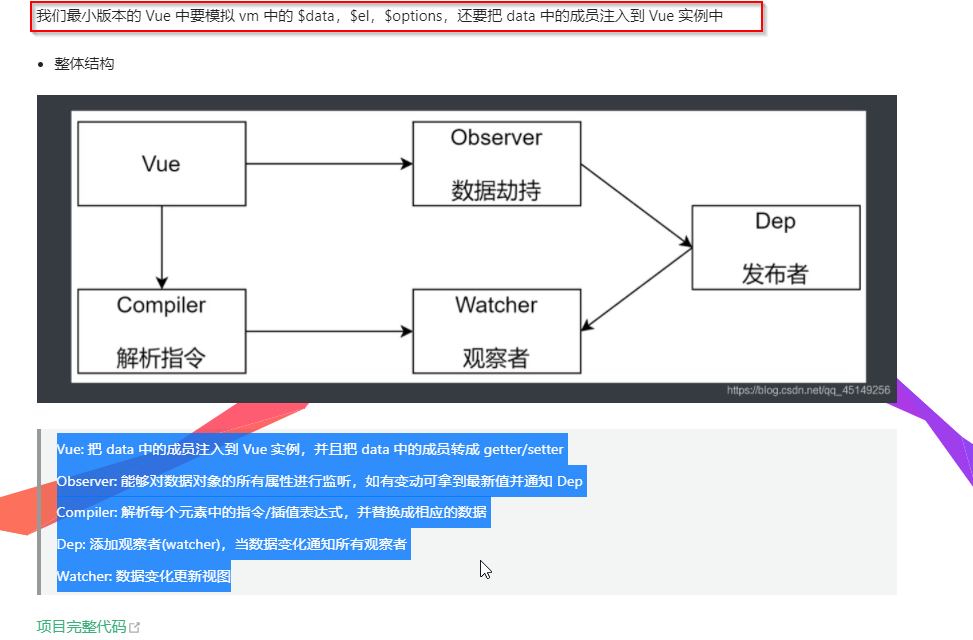 我们最小版本的 Vue 中要模拟 vm 中的 $data，$el，$options，还要把 data 中的成员注入到 Vue 实例中
整体结构
Vue
Observer
数据劫持
Dep
发布者
Compiler
解析指令
Watcher
观察者
https://blog.csdn.net/qq_45149256
Vue: 把 data 中的成员注入到 Vue 实例，并且把 data 中的成员转成 getter/setter
Observer: 能够对数据对象的所有属性进行监听，如有变动可拿到最新值并通知 Dep
Compiler: 解析每个元素中的指令/插值表达式，并替换成相应的数据
Dep: 添加观察者(watcher)，当数据变化通知所有观察者
Watcher: 数据变化更新视图
项目完整代码